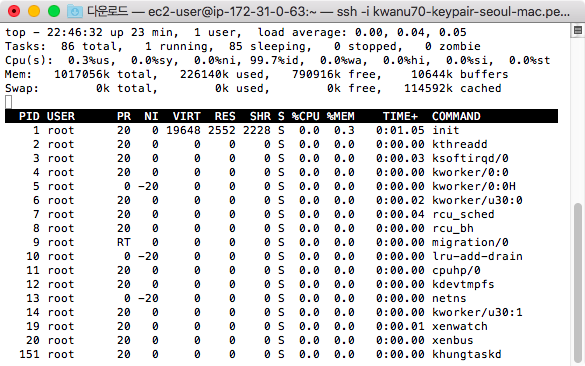 다운로드 — ec2-user@ip-172-31-0-63:~ — ssh -i kwanu70-keypair-seoul-mac.pe...
top - 22:46:32 up 23 min,  1 user,  load average: 0.00, 0.04, 0.05
Tasks:  86 total,   1 running,  85 sleeping,   0 stopped,   0 zombie
Cpu(s):  0.3%us,  0.0%sy,  0.0%ni, 99.7%id,  0.0%wa,  0.0%hi,  0.0%si,  0.0%st
Mem:   1017056k total,   226140k used,   790916k free,    10644k buffers
Swap:        0k total,        0k used,        0k free,   114592k cached
PID USER      PR  NI  VIRT  RES  SHR S %CPU %MEM    TIME+  COMMAND
1 root      20   0 19648 2552 2228 S  0.0  0.3   0:01.05 init
2 root      20   0     0    0    0 S  0.0  0.0   0:00.00 kthreadd
3 root      20   0     0    0    0 S  0.0  0.0   0:00.03 ksoftirqd/0
4 root      20   0     0    0    0 S  0.0  0.0   0:00.00 kworker/0:0
5 root       0 -20     0    0    0 S  0.0  0.0   0:00.00 kworker/0:0H
6 root      20   0     0    0    0 S  0.0  0.0   0:00.02 kworker/u30:0
7 root      20   0     0    0    0 S  0.0  0.0   0:00.04 rcu_sched
8 root      20   0     0    0    0 S  0.0  0.0   0:00.00 rcu_bh
9 root      RT   0     0    0    0 S  0.0  0.0   0:00.00 migration/0
10 root       0 -20     0    0    0 S  0.0  0.0   0:00.00 lru-add-drain
11 root      20   0     0    0    0 S  0.0  0.0   0:00.00 cpuhp/0
12 root      20   0     0    0    0 S  0.0  0.0   0:00.00 kdevtmpfs
13 root       0 -20     0    0    0 S  0.0  0.0   0:00.00 netns
14 root      20   0     0    0    0 S  0.0  0.0   0:00.00 kworker/u30:1
19 root      20   0     0    0    0 S  0.0  0.0   0:00.01 xenwatch
20 root      20   0     0    0    0 S  0.0  0.0   0:00.00 xenbus
151 root      20   0     0    0    0 S  0.0  0.0   0:00.00 khungtaskd